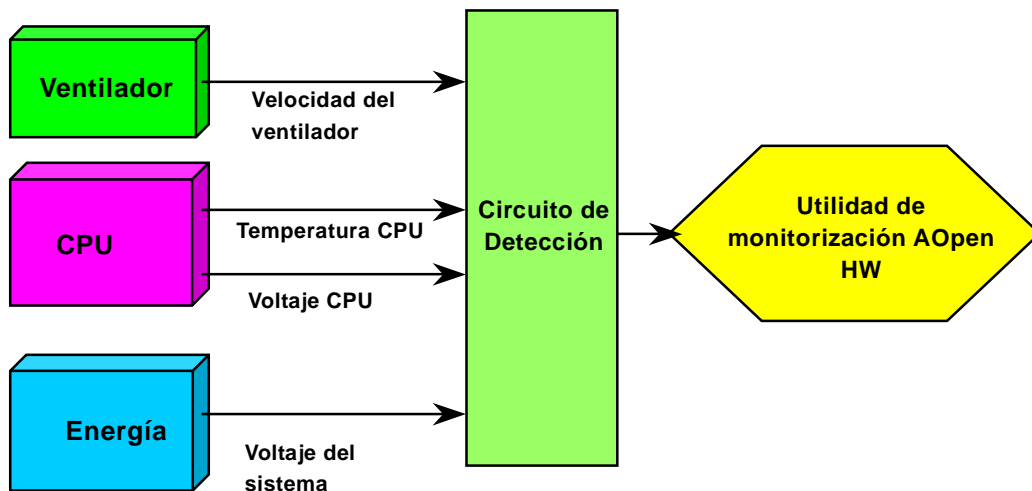 Ventilador
Velocidad del
ventilador
CPU
Temperatura CPU
Voltaje CPU
Energía
Voltaje del
sistema
Circuito de
Detección
Utilidad de
monitorización AOpen
HW